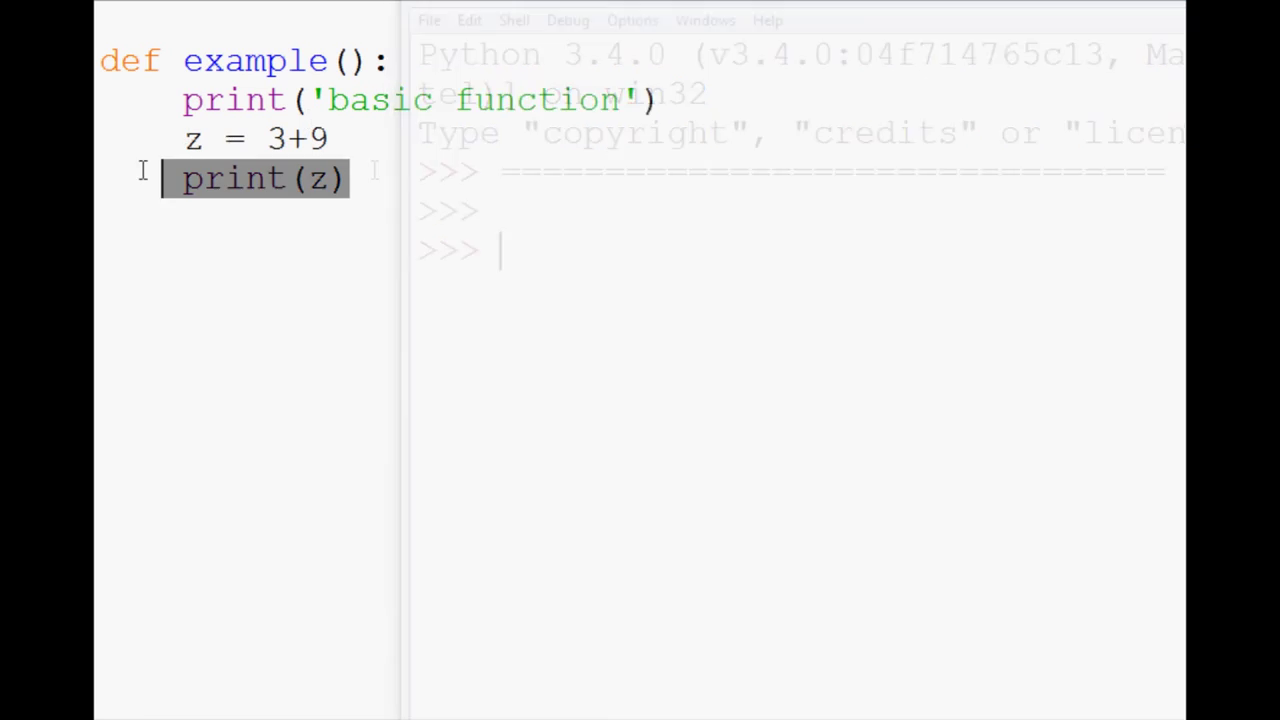 def example():
print('basic function')
z = 3+9
print(z)
File Edit Shell Debug Options Windows Help
Python 3.4.0 (v3.4.0:04f714765c13, Ma
tel)] on win32
Type "copyright", "credits" or "licen
>>> ================================
>>>
>>>